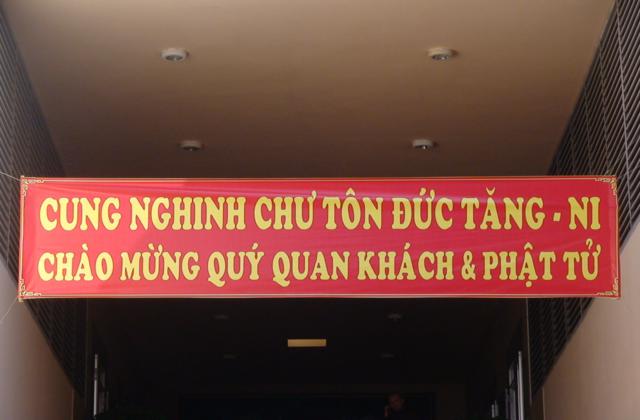 CUNG NGHINH CHƯ TÔN ĐỨC TĂNG - NI
CHÀO MỪNG QUÝ QUAN KHÁCH & PHẬT TỬ